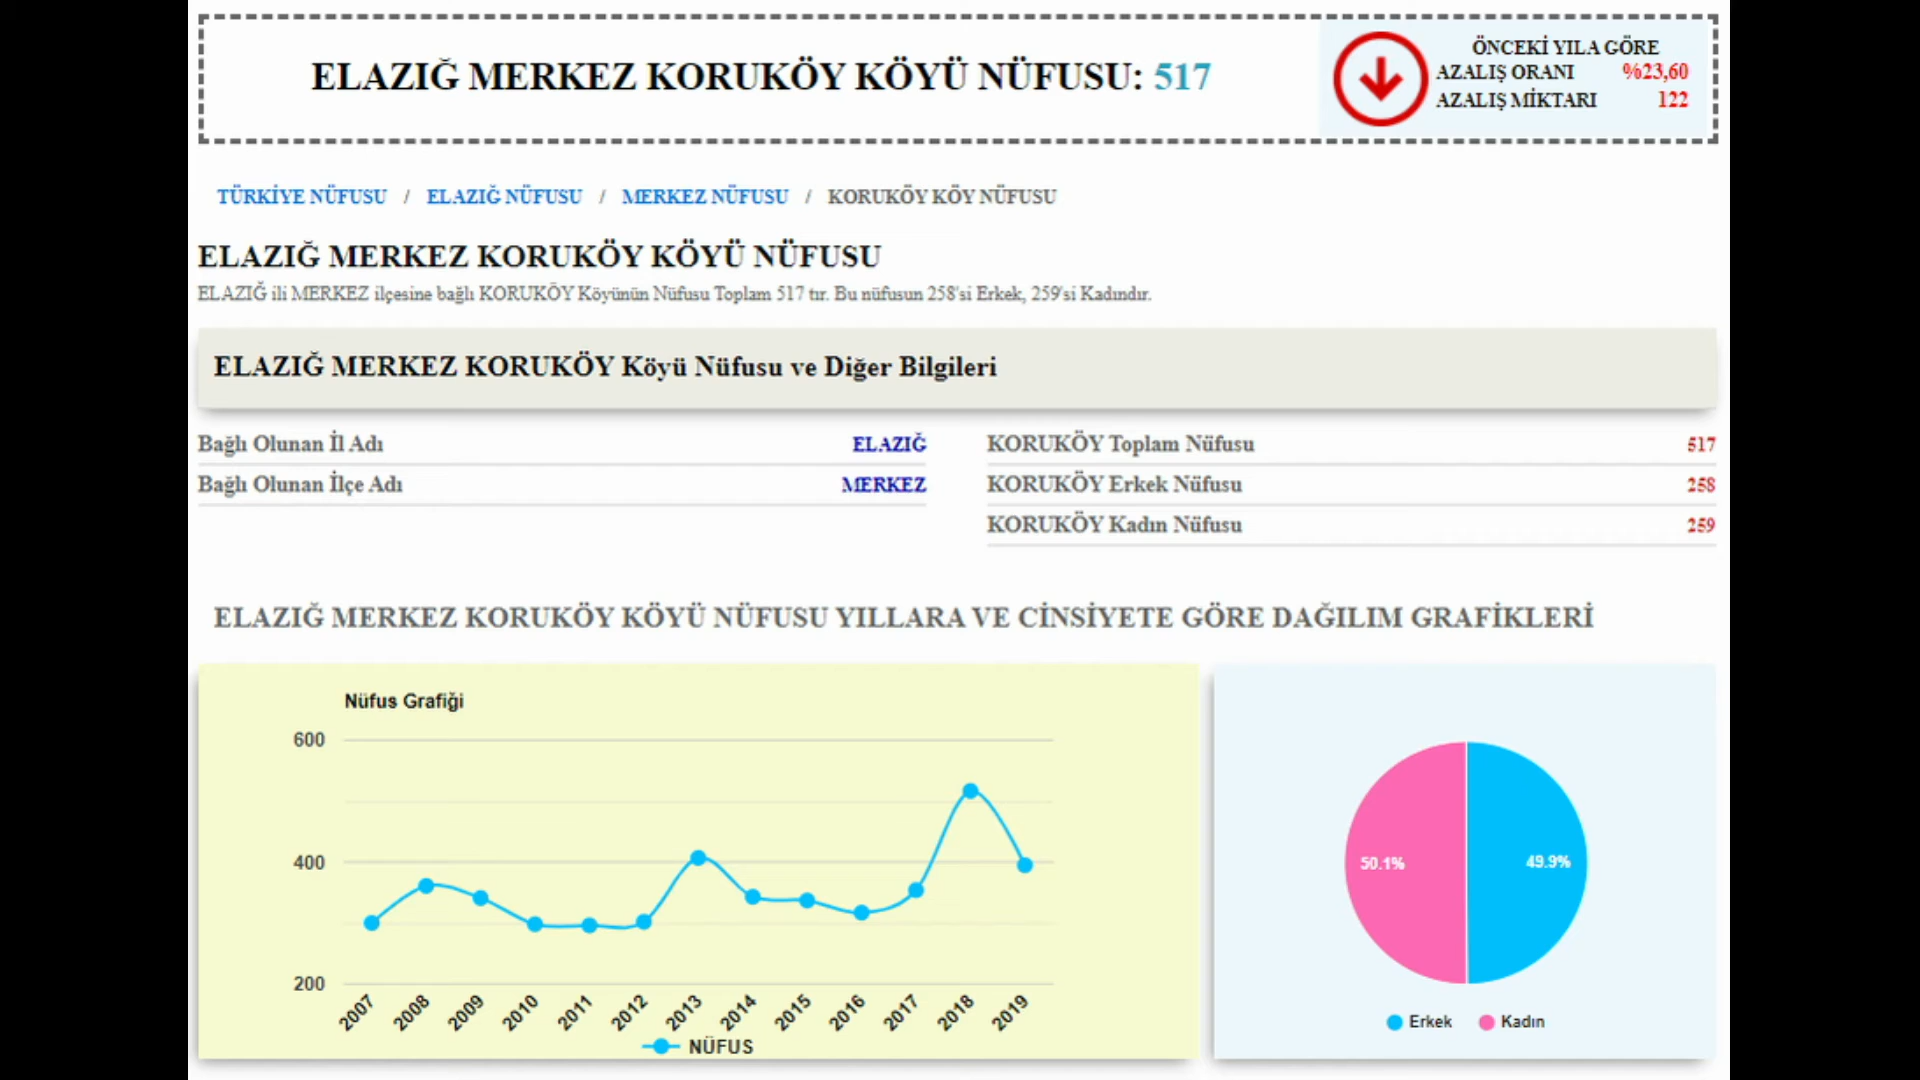 ELAZIĞ MERKEZ KORUKÖY KÖYÜ NÜFUSU: 517
ÖNCEKİ YILA GÖRE
AZALIŞ ORANI %23,60
AZALIŞ MİKTARI 122
TÜRKİYE NÜFUSU / ELAZIĞ NÜFUSU / MERKEZ NÜFUSU / KORUKÖY KÖY NÜFUSU
ELAZIĞ MERKEZ KORUKÖY KÖYÜ NÜFUSU
ELAZIĞ ili MERKEZ ilçesine bağlı KORUKÖY Köyünün Nüfusu Toplam 517 tır. Bu nüfusun 258'si Erkek, 259'si Kadındır.
ELAZIĞ MERKEZ KORUKÖY Köyü Nüfusu ve Diğer Bilgileri
Bağlı Olunan İl Adı ELAZIĞ
Bağlı Olunan İlçe Adı MERKEZ
KORUKÖY Toplam Nüfusu 517
KORUKÖY Erkek Nüfusu 258
KORUKÖY Kadın Nüfusu 259
ELAZIĞ MERKEZ KORUKÖY KÖYÜ NÜFUSU YILLARA VE CİNSİYETE GÖRE DAĞILIM GRAFİKLERİ
Nüfus Grafiği
600
400
200
2007 2008 2009 2010 2011 2012 2013 2014 2015 2016 2017 2018 2019
NÜFUS
50.1% 49.9%
Erkek Kadın